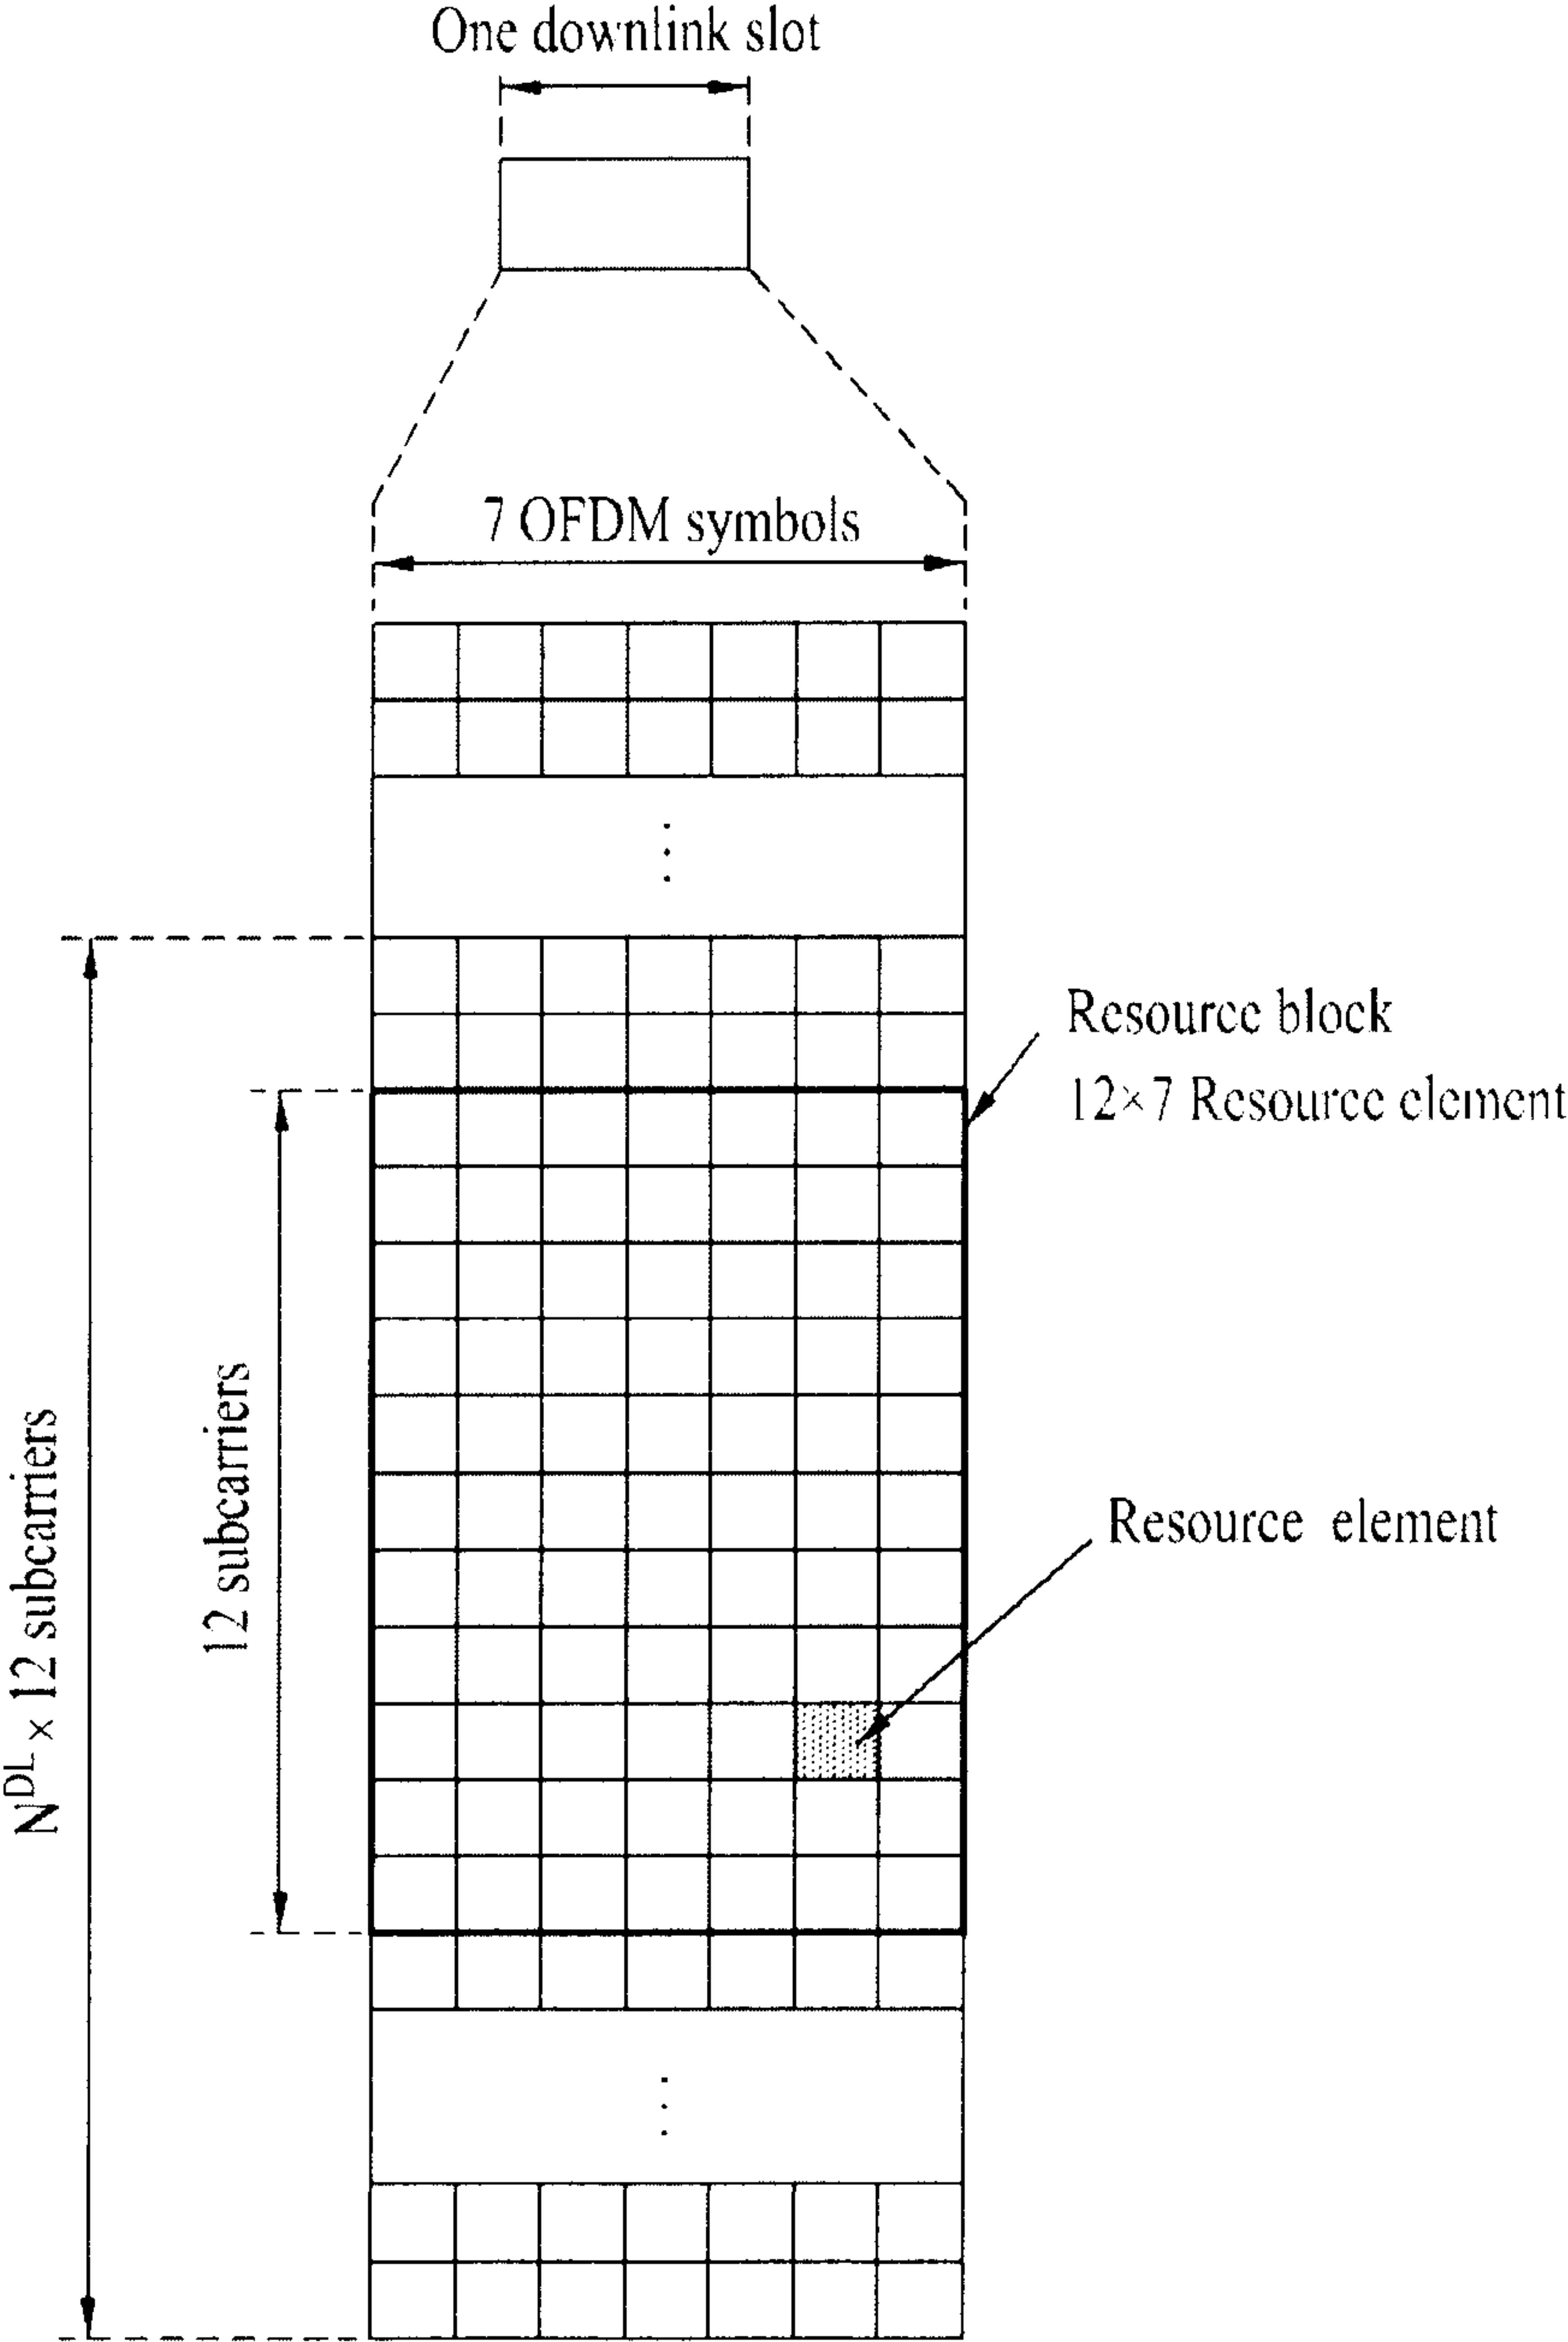 One downlink slot
7 OFDM symbols
Resource block
12×7 Resource element
Resource element
12 subcarriers
N^DL × 12 subcarriers